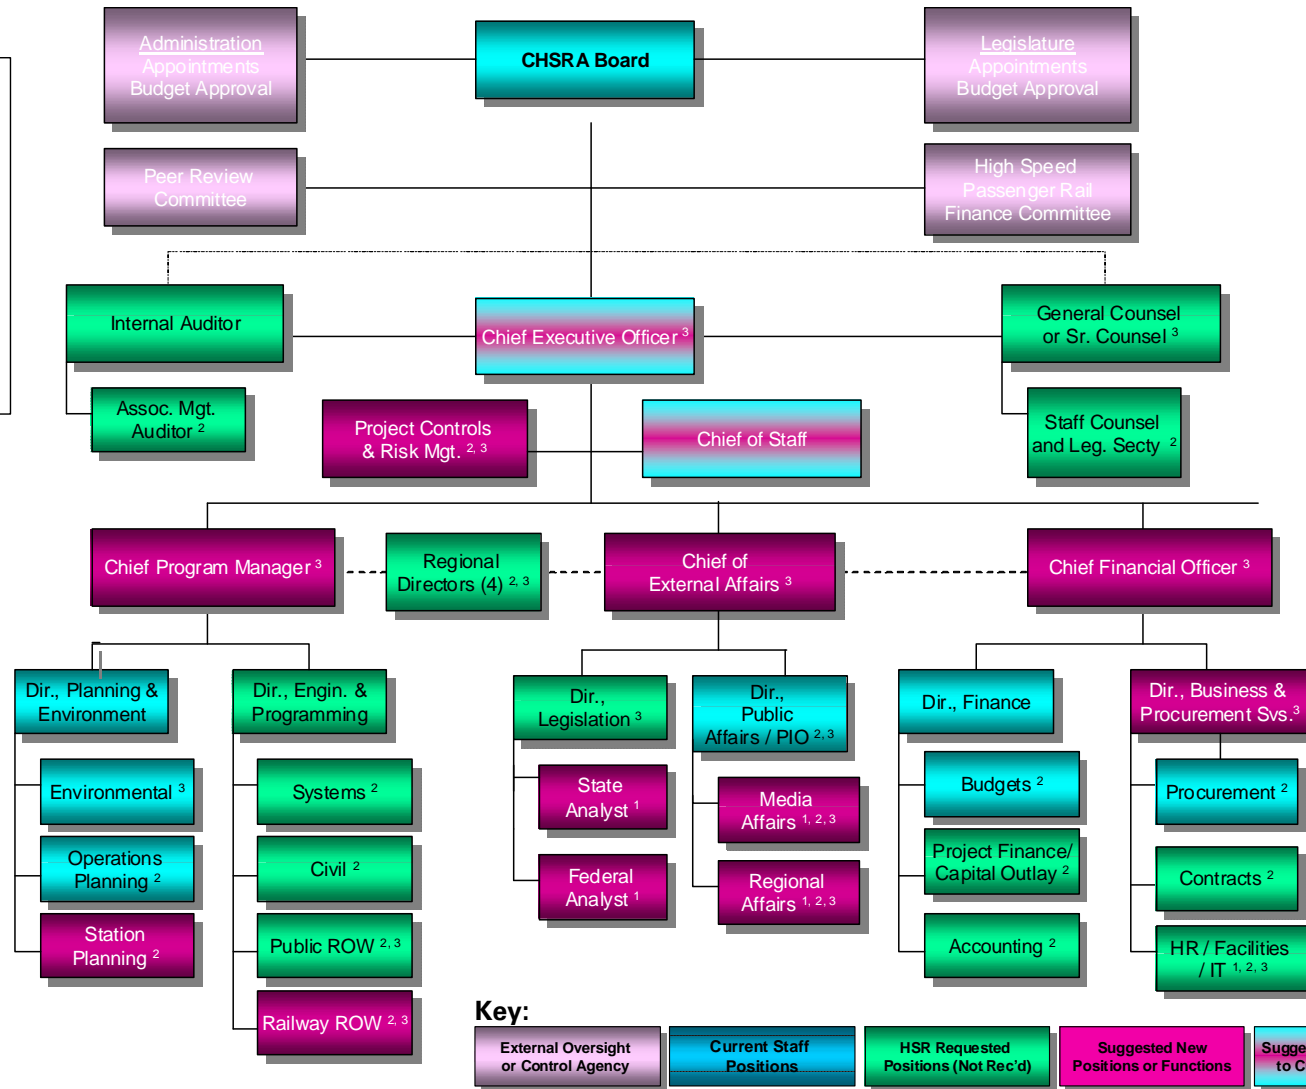 Administration
Appointments
Budget Approval
CHSRA Board
Legislature
Appointments
Budget Approval
Peer Review
Committee
High Speed
Passenger Rail
Finance Committee
Internal Auditor
Chief Executive Officer 3
General Counsel
or Sr. Counsel 3
Assoc. Mgt.
Auditor 2
Project Controls
& Risk Mgt. 2, 3
Chief of Staff
Staff Counsel
and Leg. Secty 2
Chief Program Manager 3
Regional
Directors (4) 2, 3
Chief of
External Affairs 3
Chief Financial Officer 3
Dir., Planning &
Environment
Dir., Engin. &
Programming
Dir.,
Legislation 3
Dir.,
Public
Affairs / PIO 2, 3
Dir., Finance
Dir., Business &
Procurement Svs. 3
Environmental 3
Systems 2
State
Analyst 1
Media
Affairs 1, 2, 3
Budgets 2
Procurement 2
Operations
Planning 2
Civil 2
Federal
Analyst 1
Regional
Affairs 1, 2, 3
Project Finance/
Capital Outlay 2
Contracts 2
Station
Planning 2
Public ROW 2, 3
Accounting 2
HR / Facilities
/ IT 1, 2, 3
Railway ROW 2, 3
Key:
External Oversight
or Control Agency
Current Staff
Positions
HSR Requested
Positions (Not Rec'd)
Suggested New
Positions or Functions
to